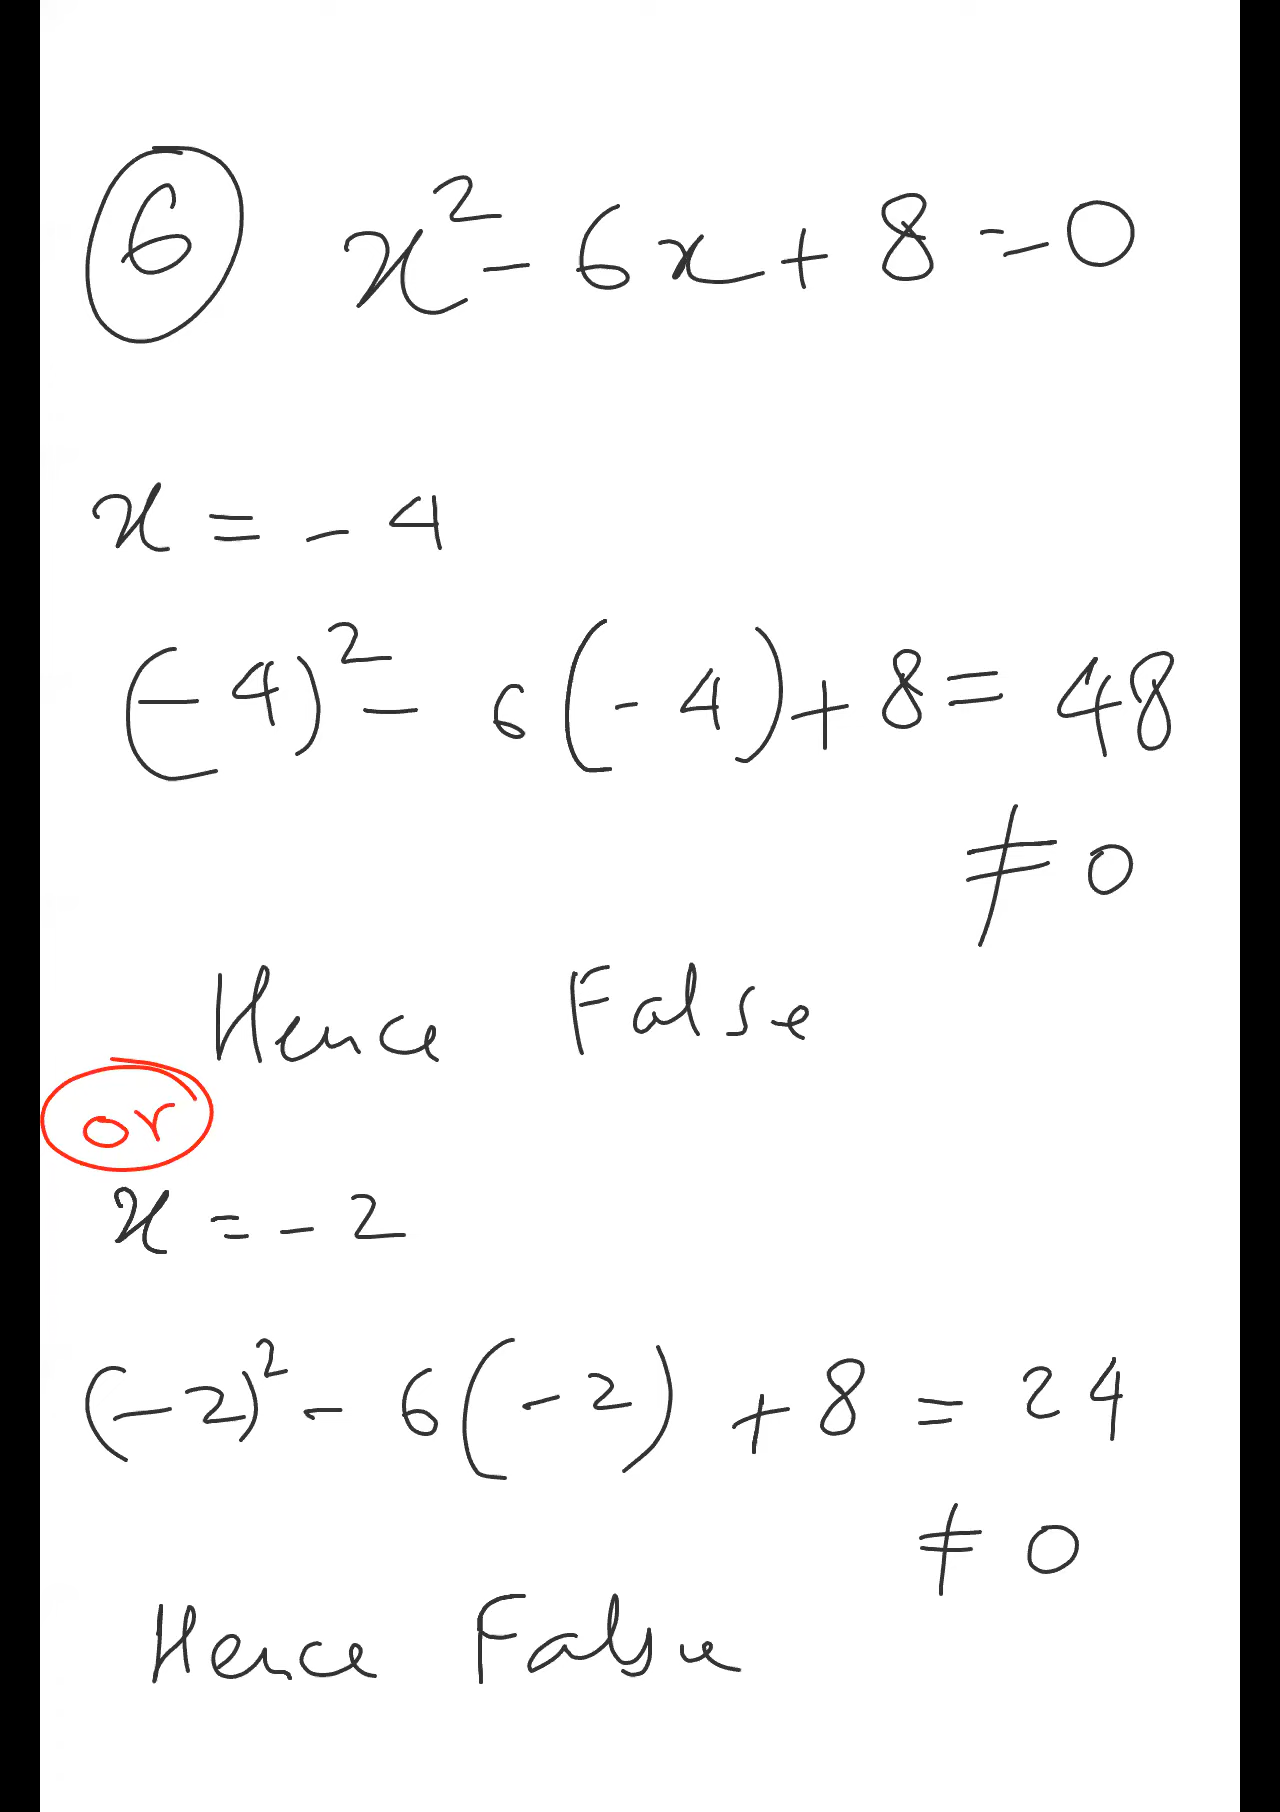 6 x² - 6x + 8 = 0
x = - 4
(- 4)² - 6(- 4) + 8 = 48
≠ 0
Hence False
or
x = - 2
(- 2)² - 6(- 2) + 8 = 24
≠ 0
Hence False